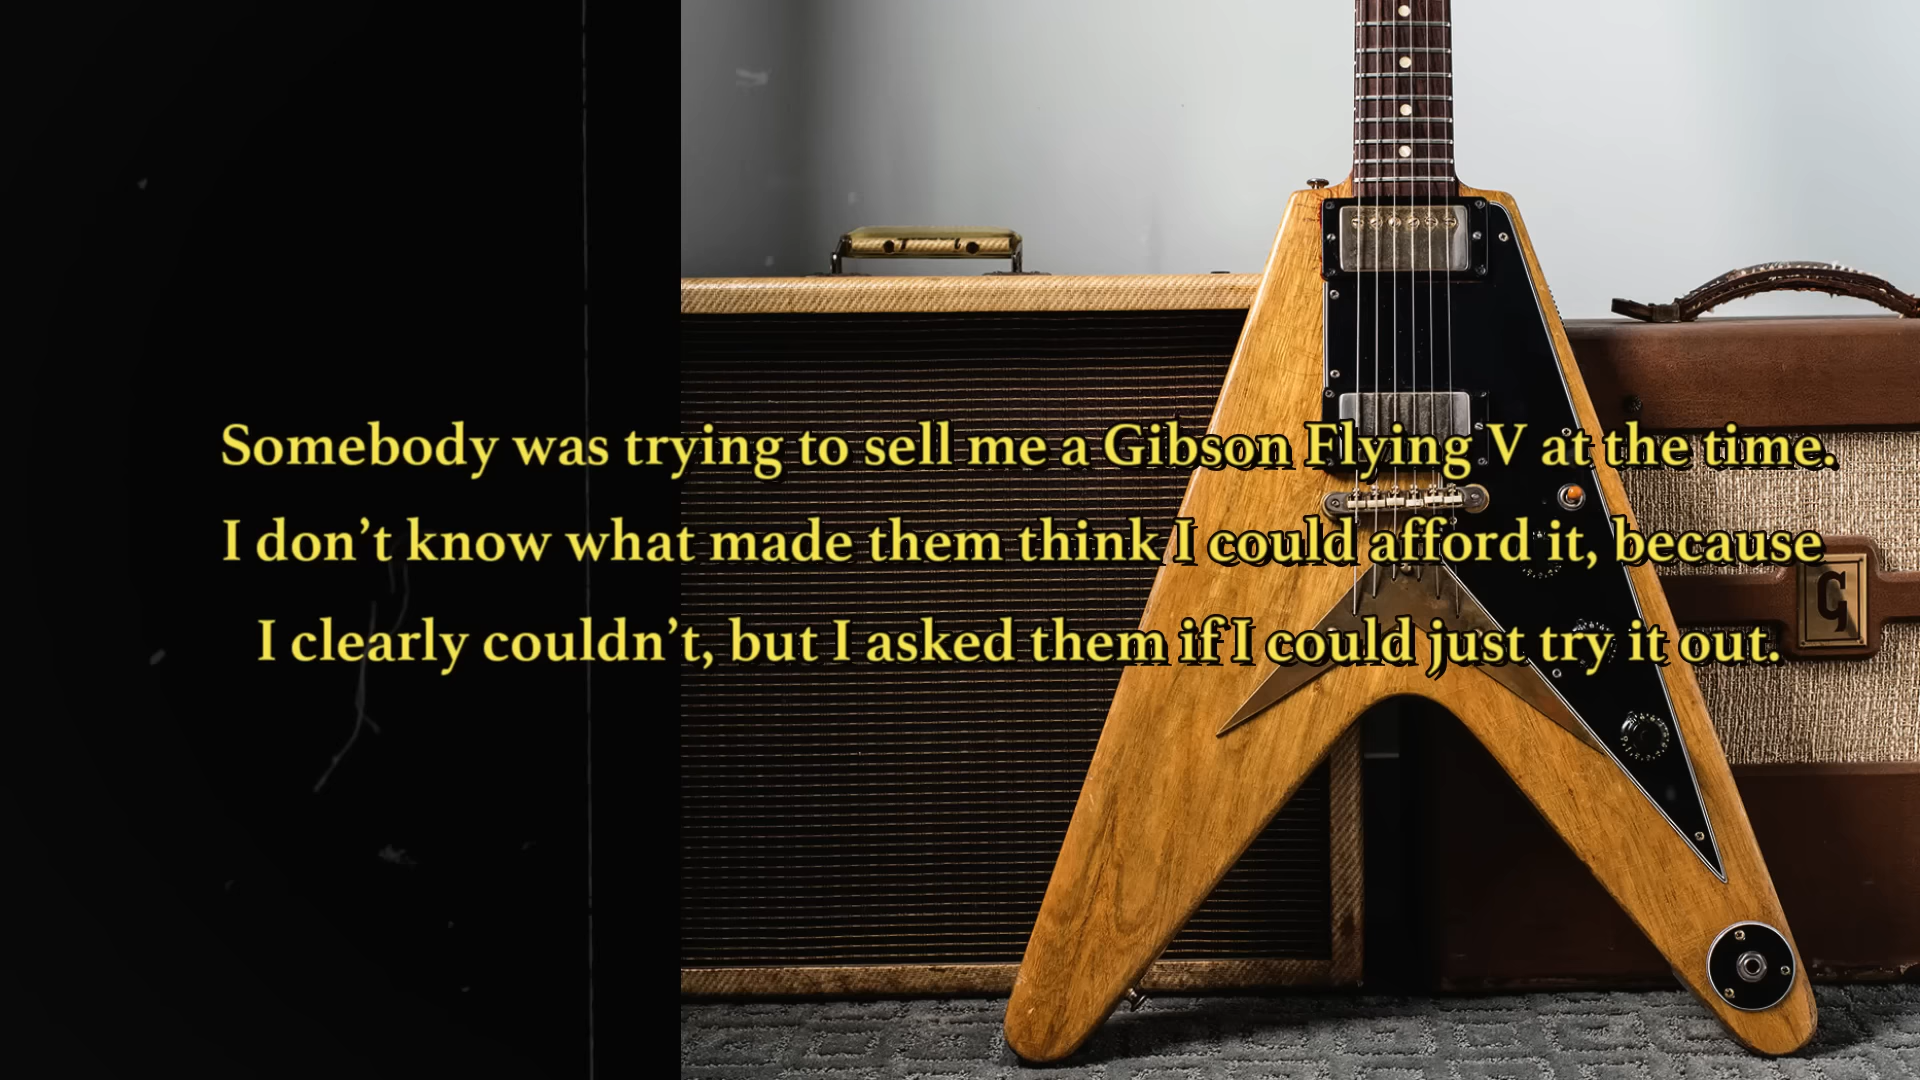 Somebody was trying to sell me a Gibson Flying V at the time.
I don’t know what made them think I could afford it, because
I clearly couldn’t, but I asked them if I could just try it out.
G